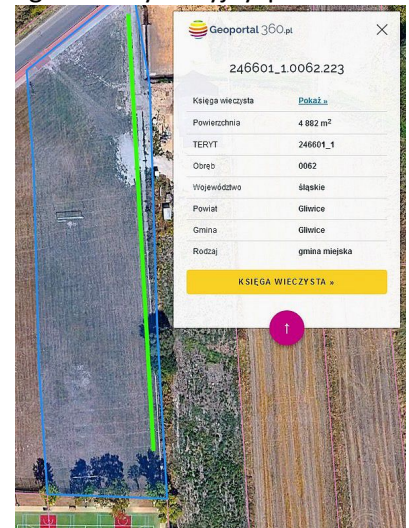 Geoportal 360.pl
246601_1.0062.223
Księga wieczysta Pokaż »
Powierzchnia 4 882 m²
TERYT 246601_1
Obręb 0062
Województwo śląskie
Powiat Gliwice
Gmina Gliwice
Rodzaj gmina miejska
KSIĘGA WIECZYSTA »